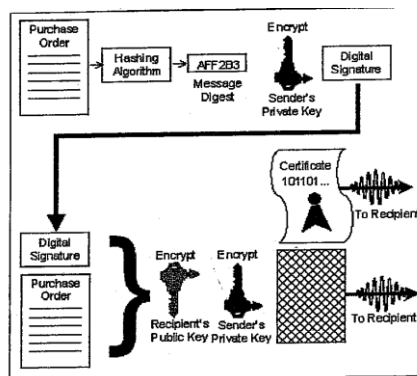 Purchase
Order
Hashing
Algorithm
AFF2B3
Message
Digest
Encrypt
Sender's
Private Key
Digital
Signature
Certificate
101101...
To Recipient
Digital
Signature
Purchase
Order
Encrypt
Recipient's
Public Key
Encrypt
Sender's
Private Key
To Recipient